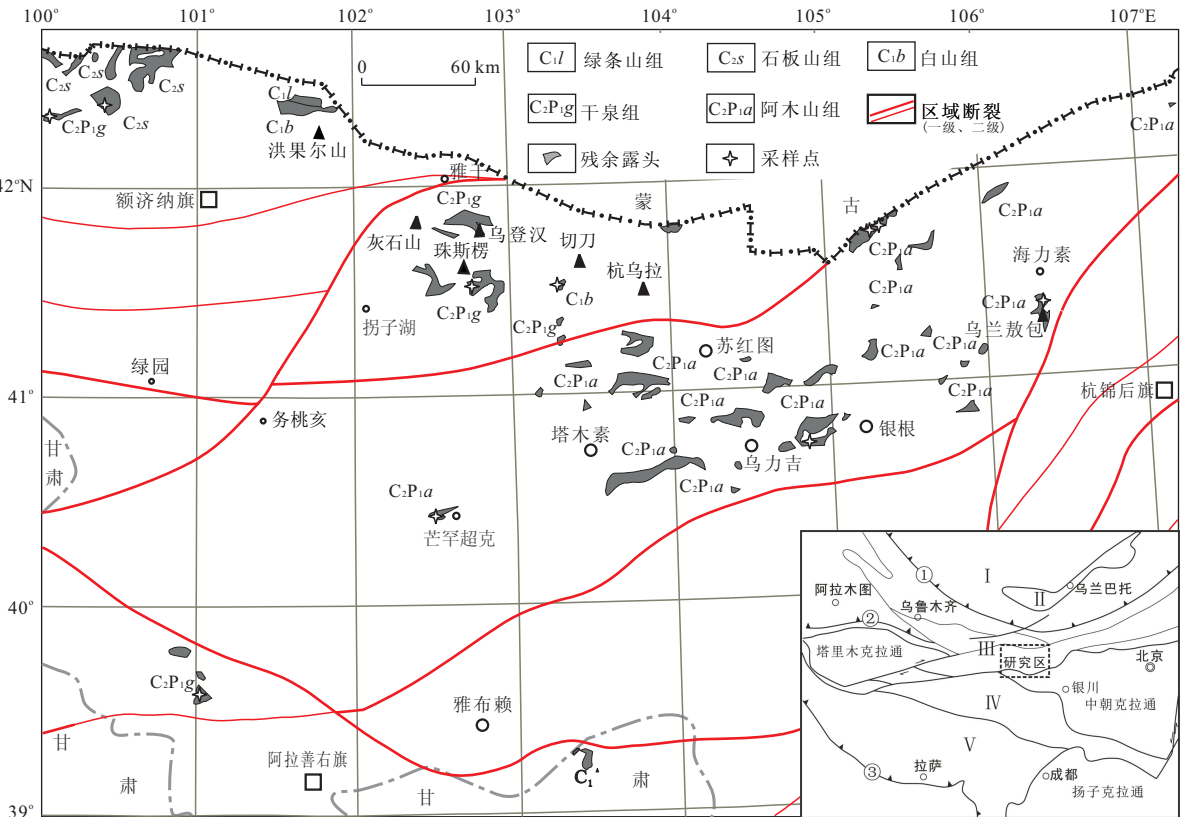 100° 101° 102° 103° 104° 105° 106° 107°E
0 60 km
C₁l 绿条山组
C₂s 石板山组
C₁b 白山组
C₂P₁g 干泉组
C₂P₁a 阿木山组
区域断裂
(一级、二级)
残余露头
采样点
C₂s
C₂s
C₂s
C₂s
C₂P₁g
C₁l
C₁b
洪果尔山
C₂P₁a
42°N
额济纳旗
雅干
C₂P₁g
蒙
古
C₂P₁a
灰石山
乌登汉
珠斯楞
切刀
杭乌拉
C₂P₁a
海力素
C₂P₁g
C₁b
C₂P₁a
C₂P₁a
乌兰敖包
拐子湖
C₂P₁g
苏红图
C₂P₁a
C₂P₁a
C₂P₁a
C₂P₁a
C₂P₁a
绿园
C₂P₁a
C₂P₁a
杭锦后旗
41°
C₂P₁a
C₂P₁a
务桃亥
塔木素
银根
甘
肃
C₂P₁a
乌力吉
C₂P₁a
C₂P₁a
芒罕超克
40°
C₂P₁g
雅布赖
甘
肃
阿拉善右旗
C₁
甘
肃
39°
① Ⅰ
Ⅱ 乌兰巴托
阿拉木图
乌鲁木齐
②
塔里木克拉通
Ⅲ
研究区
北京
银川
Ⅳ
中朝克拉通
Ⅴ
③
拉萨
成都
扬子克拉通